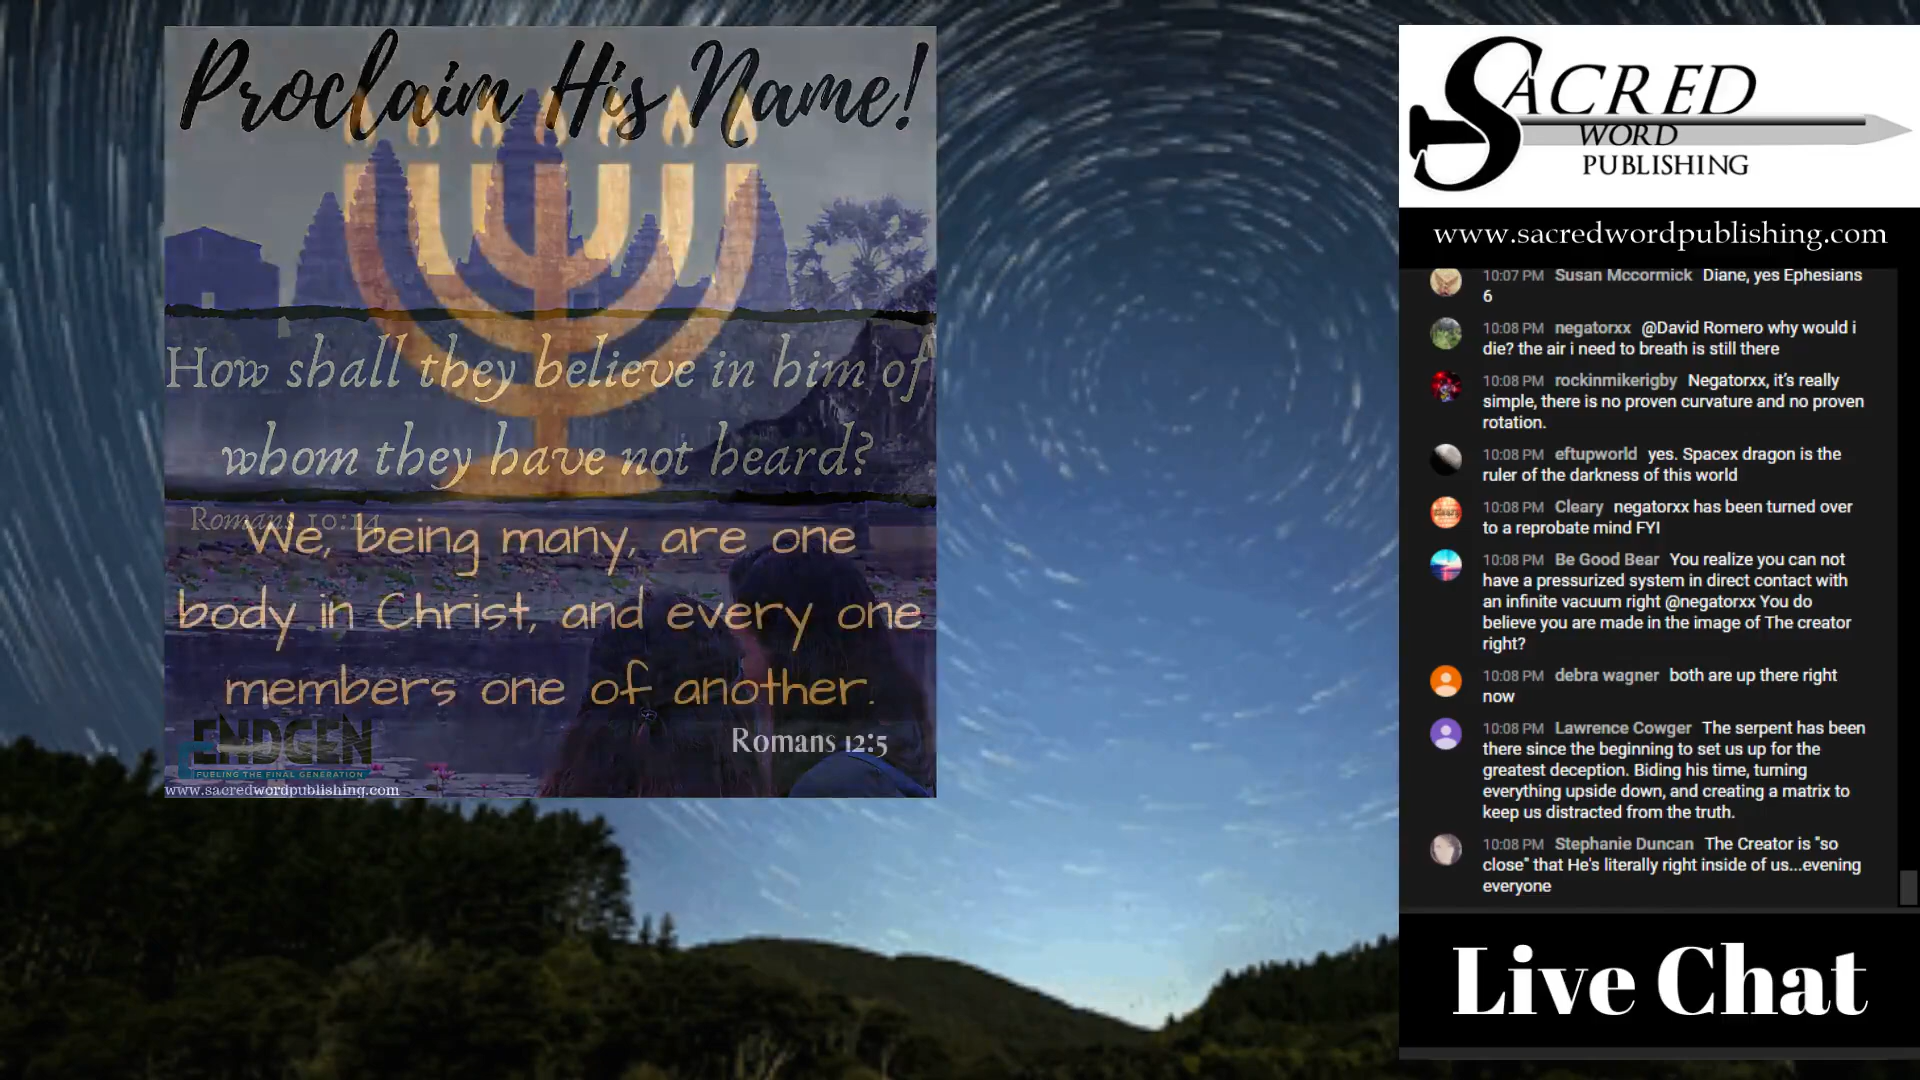 Proclaim His Name!
How shall they believe in him of
whom they have not heard?
Romans 10:14
We, being many, are one
body in Christ, and every one
members one of another.
Romans 12:5
ENDGEN
FUELING THE FINAL GENERATION
www.sacredwordpublishing.com
SACRED
WORD
PUBLISHING
www.sacredwordpublishing.com
10:07 PM Susan Mccormick Diane, yes Ephesians
6
10:08 PM negatorxx @David Romero why would i
die? the air i need to breath is still there
10:08 PM rockinmikerigby Negatorxx, it's really
simple, there is no proven curvature and no proven
rotation.
10:08 PM eftupworld yes. Spacex dragon is the
ruler of the darkness of this world
10:08 PM Cleary negatorxx has been turned over
to a reprobate mind FYI
10:08 PM Be Good Bear You realize you can not
have a pressurized system in direct contact with
an infinite vacuum right @negatorxx You do
believe you are made in the image of The creator
right?
10:08 PM debra wagner both are up there right
now
10:08 PM Lawrence Cowger The serpent has been
there since the beginning to set us up for the
greatest deception. Biding his time, turning
everything upside down, and creating a matrix to
keep us distracted from the truth.
10:08 PM Stephanie Duncan The Creator is "so
close" that He's literally right inside of us...evening
everyone
Live Chat